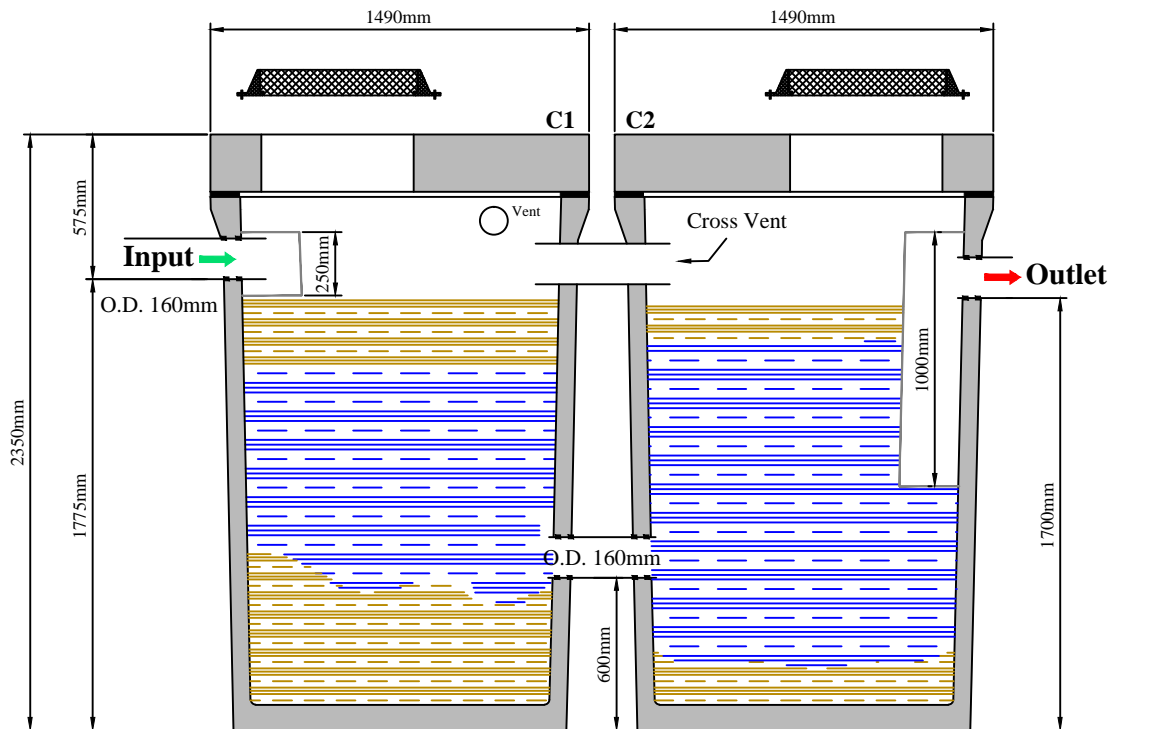 1490mm
1490mm
C1
C2
575mm
Vent
Cross Vent
Input
250mm
Outlet
O.D. 160mm
1000mm
2350mm
1775mm
1700mm
O.D. 160mm
600mm